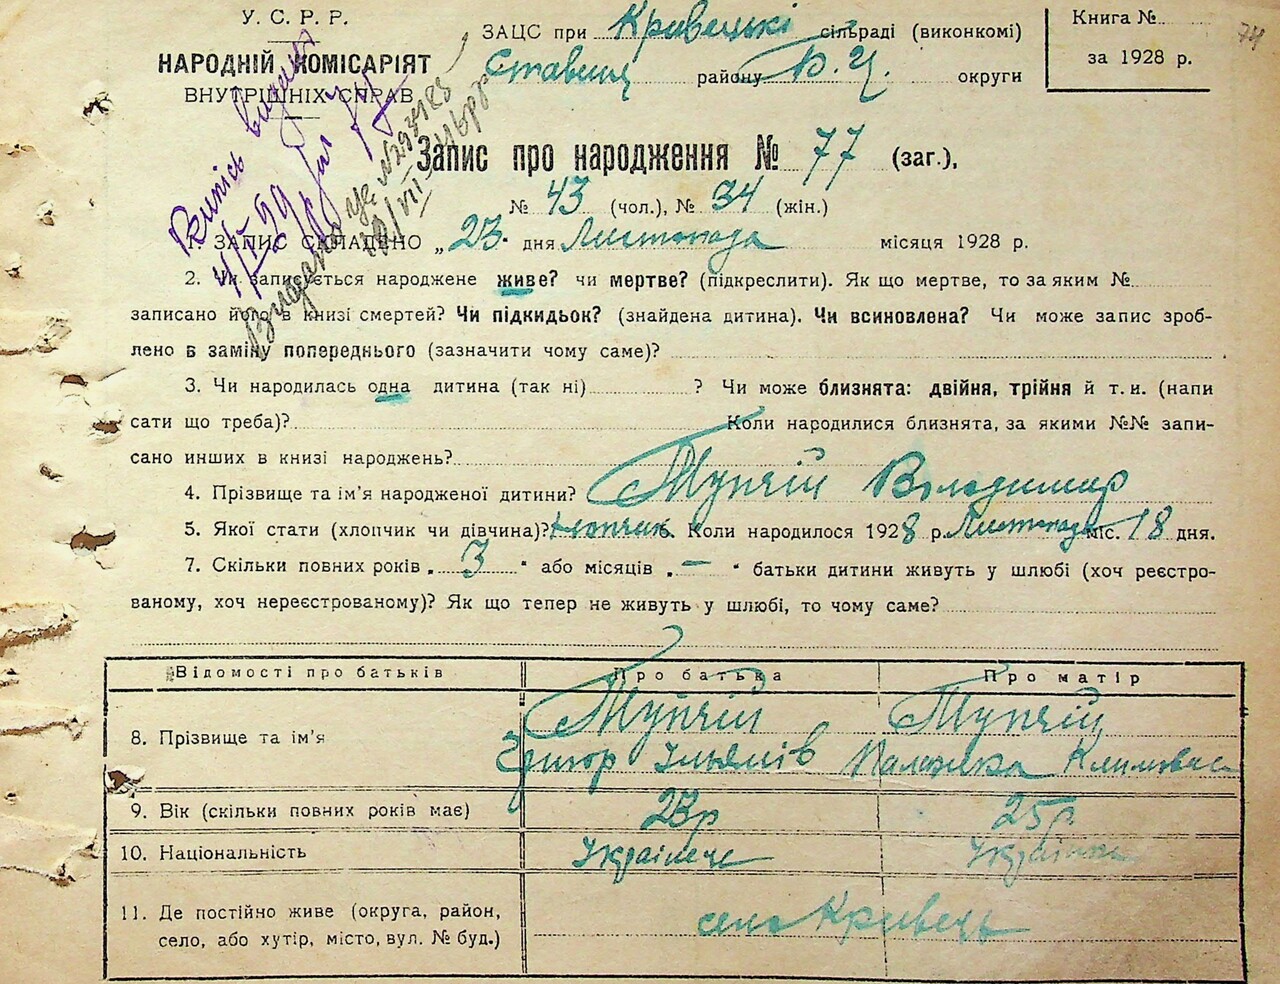 У. С. Р. Р.
НАРОДНІЙ КОМІСАРІЯТ
ВНУТРІШНІХ СПРАВ
ЗАЦС при Кривецькі сільраді (виконкомі)
Ставищ району Б. Ц. округи
Книга №
за 1928 р.
74
Запис про народження № 77 (заг.),
№ 43 (чол.), № 34 (жін.)
1. ЗАПИС СКЛАДЕНО „23" дня Листопада місяця 1928 р.
2. Чи записується народжене живе? чи мертве? (підкреслити). Як що мертве, то за яким №
записано його в книзі смертей? Чи підкидьок? (знайдена дитина). Чи всиновлена? Чи може запис зроб-
лено в заміну попереднього (зазначити чому саме)?
3. Чи народилась одна дитина (так ні) ? Чи може близнята: двійня, трійня й т. и. (напи
сати що треба)? Коли народилися близнята, за якими №№ запи-
сано инших в книзі народжень?
4. Прізвище та ім'я народженої дитини? Тупчій Володимир
5. Якої стати (хлопчик чи дівчина)? хлопчик 6. Коли народилося 1928 р. Листопада міс. 18 дня.
7. Скільки повних років „ 3 " або місяців „ — " батьки дитини живуть у шлюбі (хоч реєстро-
ваному, хоч нереєстрованому)? Як що тепер не живуть у шлюбі, то чому саме?
Відомості про батьків Про батька Про матір
8. Прізвище та ім'я Тупчій Тупчій
Григор Ільямів Палажка Климовна
9. Вік (скільки повних років має) 23р 25р
10. Національність Українець Українка
11. Де постійно живе (округа, район,
село, або хутір, місто, вул. № буд.) село Кривець